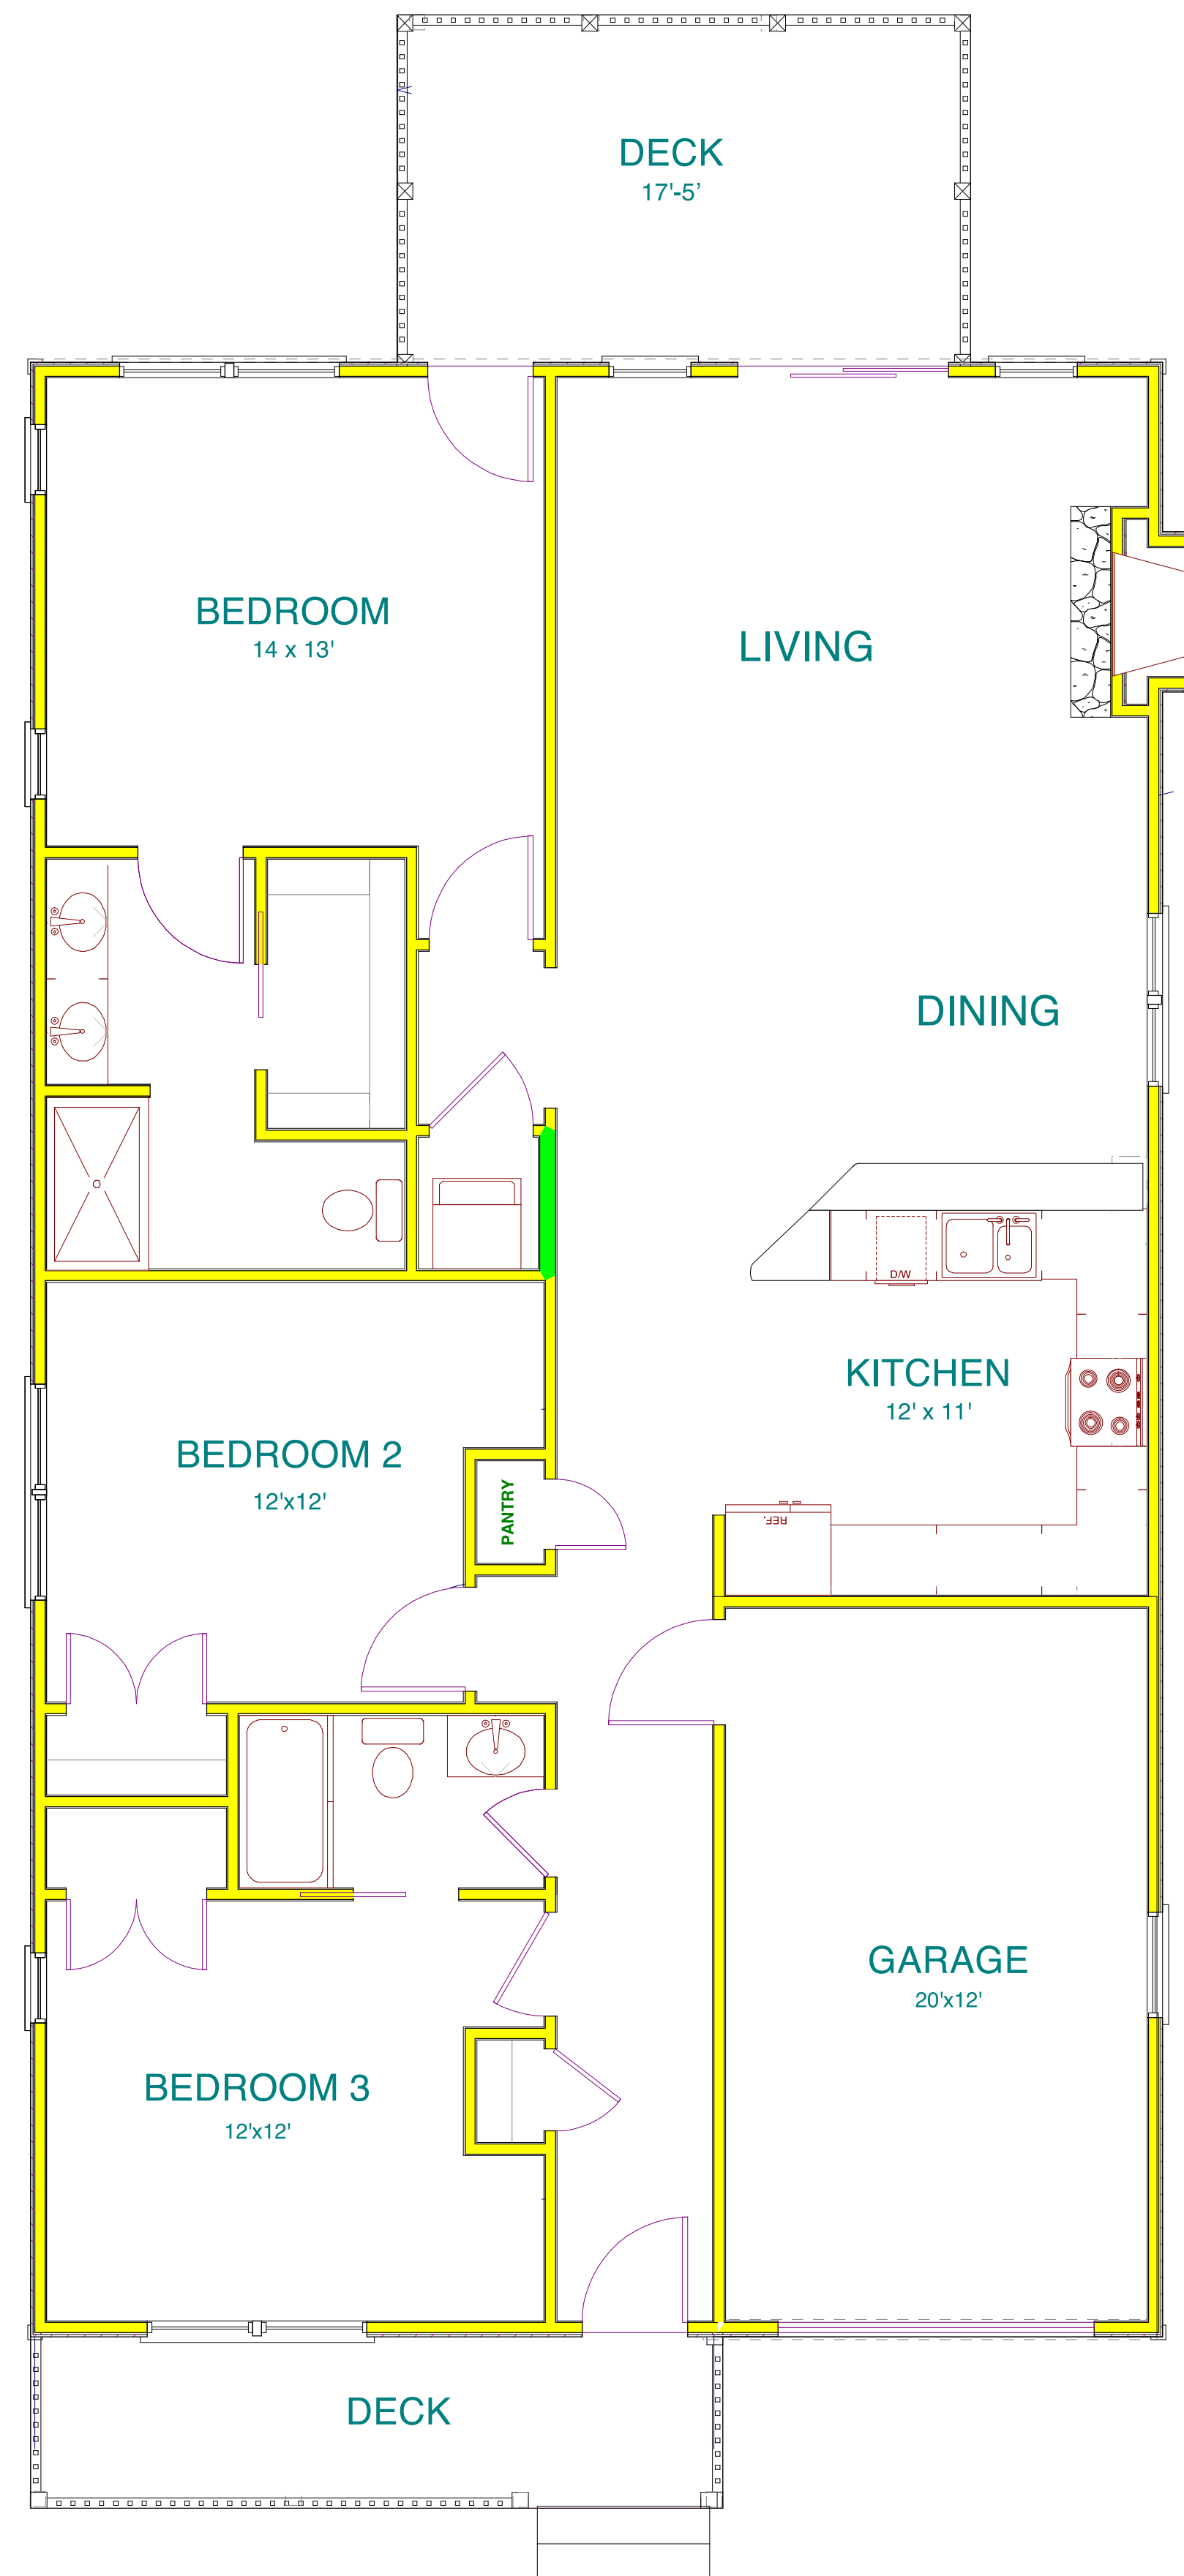 DECK
17'-5'
BEDROOM
14 x 13'
LIVING
DINING
D/W
KITCHEN
12' x 11'
BEDROOM 2
12'x12'
PANTRY
REF.
GARAGE
20'x12'
BEDROOM 3
12'x12'
DECK